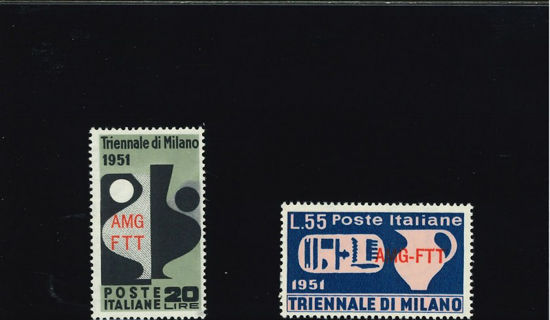 Triennale di Milano
1951
AMG
FTT
POSTE
ITALIANE
20
LIRE
L.55 Poste Italiane
AMG-FTT
1951
TRIENNALE DI MILANO